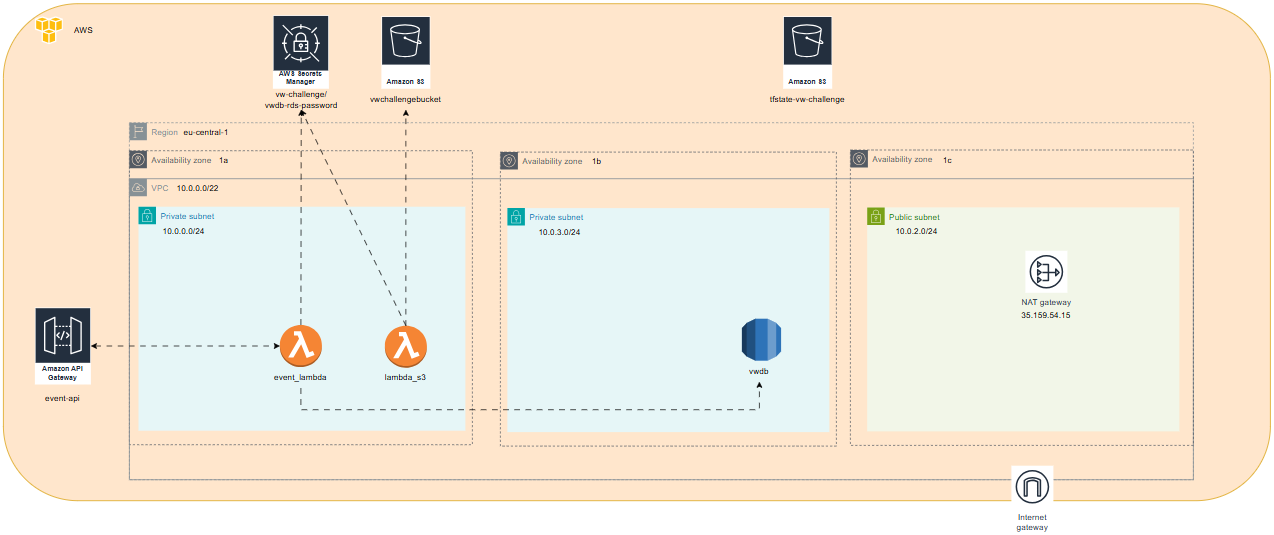 AWS
AWS Secrets
Manager
vw-challenge/
vwdb-rds-password
Amazon S3
vwchallengebucket
Amazon S3
tfstate-vw-challenge
Region eu-central-1
Availability zone 1a
Availability zone 1b
Availability zone 1c
VPC 10.0.0.0/22
Private subnet
10.0.0.0/24
Private subnet
10.0.3.0/24
Public subnet
10.0.2.0/24
NAT gateway
35.159.54.15
Amazon API
Gateway
event-api
event_lambda
lambda_s3
vwdb
Internet
gateway